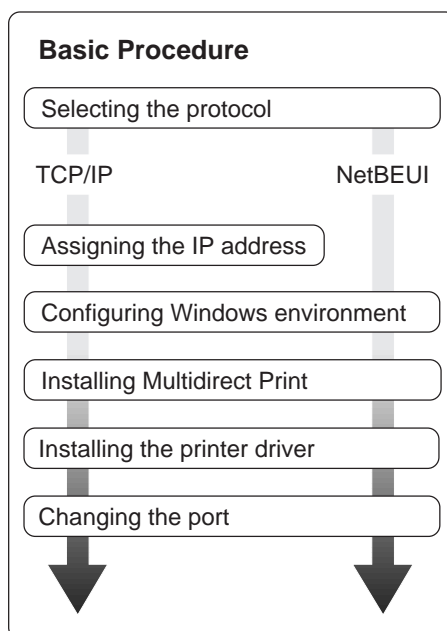 Basic Procedure
Selecting the protocol
TCP/IP NetBEUI
Assigning the IP address
Configuring Windows environment
Installing Multidirect Print
Installing the printer driver
Changing the port